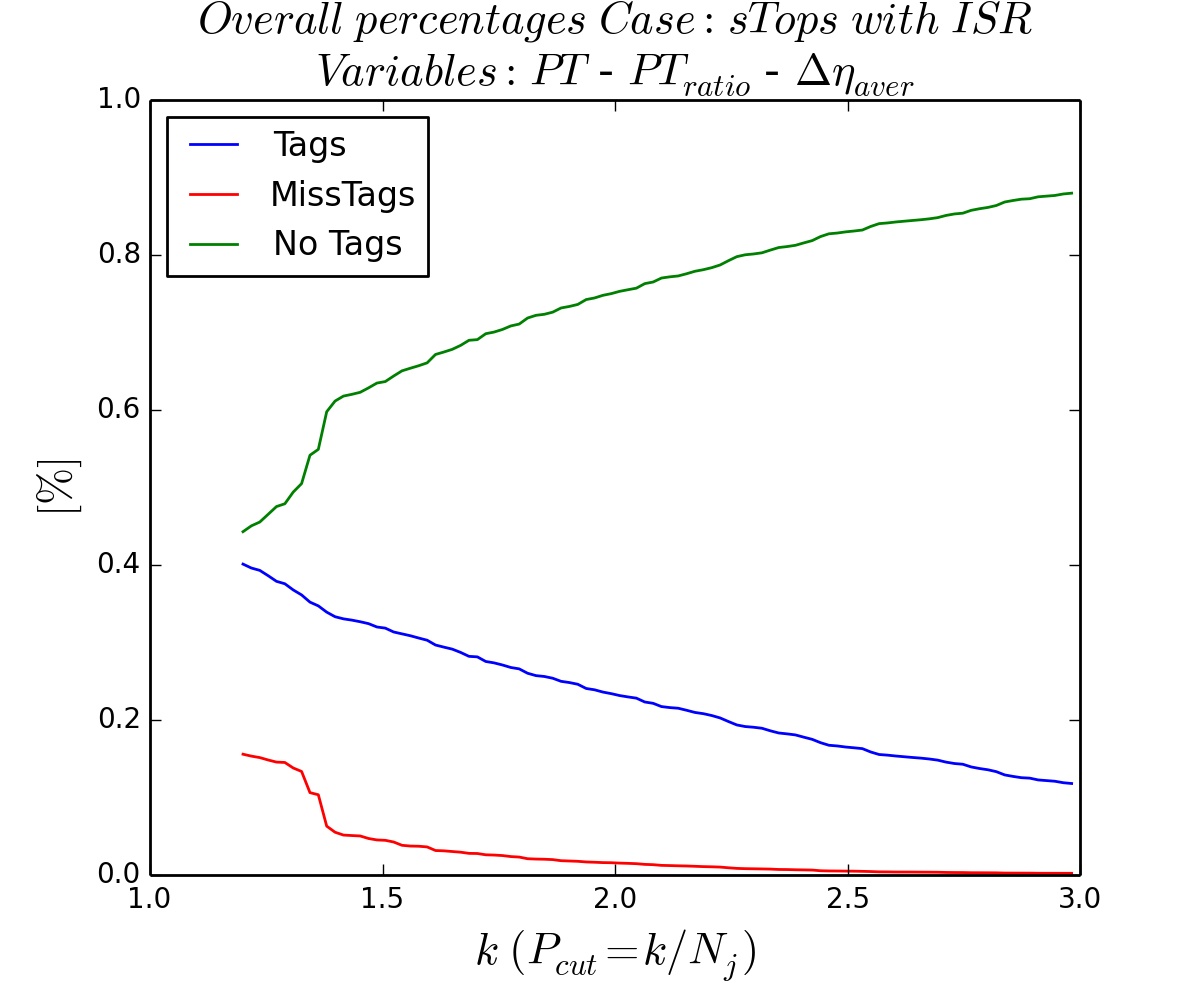 Overall percentages Case: sTops with ISR
Variables: PT - PT_ratio - Δη_aver
1.0
Tags
MissTags
No Tags
0.8
0.6
[%]
0.4
0.2
0.0
1.0 1.5 2.0 2.5 3.0
k (P_cut = k/N_j)